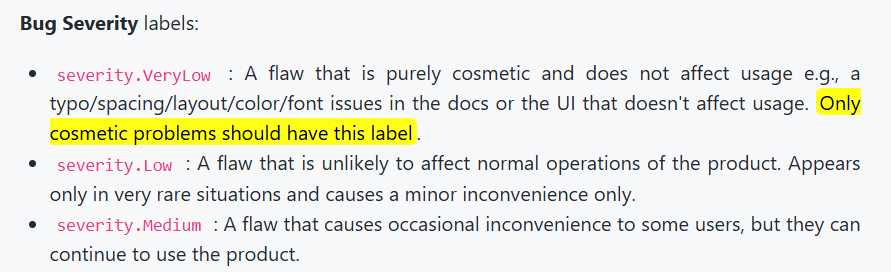 Bug Severity labels:
severity.VeryLow : A flaw that is purely cosmetic and does not affect usage e.g., a
typo/spacing/layout/color/font issues in the docs or the UI that doesn't affect usage. Only
cosmetic problems should have this label.
severity.Low : A flaw that is unlikely to affect normal operations of the product. Appears
only in very rare situations and causes a minor inconvenience only.
severity.Medium : A flaw that causes occasional inconvenience to some users, but they can
continue to use the product.